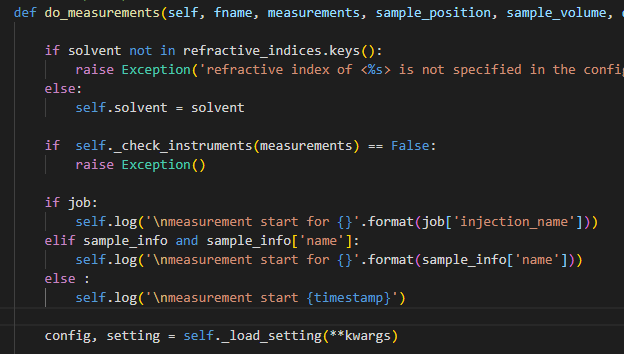 def do_measurements(self, fname, measurements, sample_position, sample_volume,
if solvent not in refractive_indices.keys():
raise Exception('refractive index of <%s> is not specified in the
else:
self.solvent = solvent
if self._check_instruments(measurements) == False:
raise Exception()
if job:
self.log('\nmeasurement start for {}'.format(job['injection_name']))
elif sample_info and sample_info['name']:
self.log('\nmeasurement start for {}'.format(sample_info['name']))
else :
self.log('\nmeasurement start {timestamp}')
config, setting = self._load_setting(**kwargs)